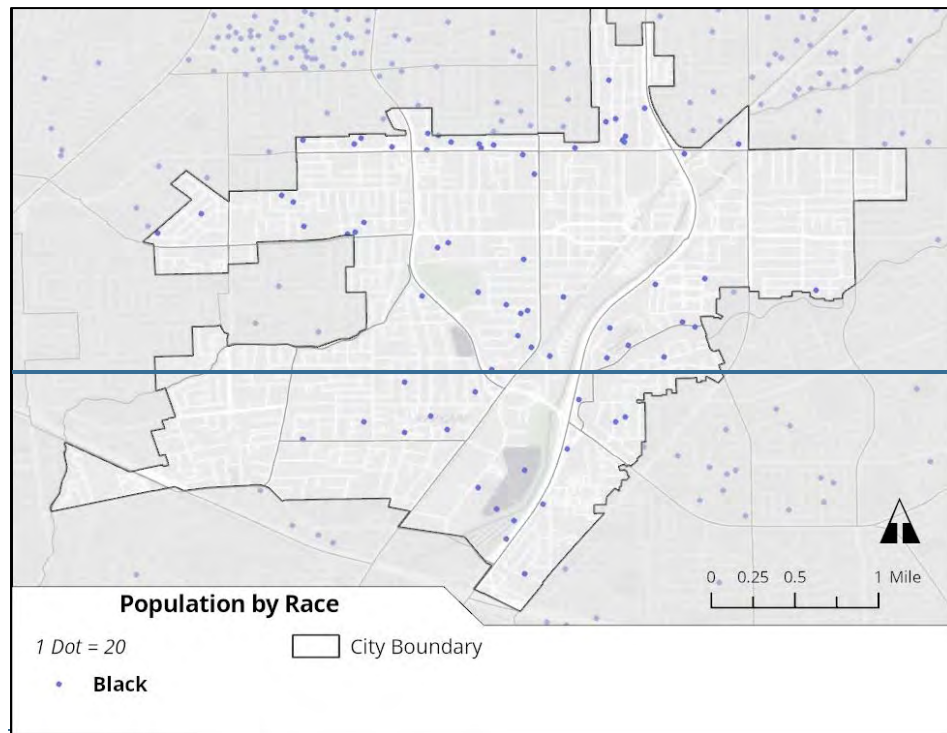 0 0.25 0.5 1 Mile
Population by Race
1 Dot = 20
City Boundary
Black